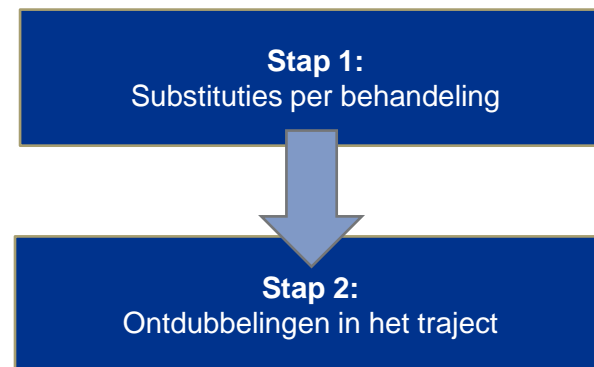 Stap 1:
Substituties per behandeling
Stap 2:
Ontdubbelingen in het traject